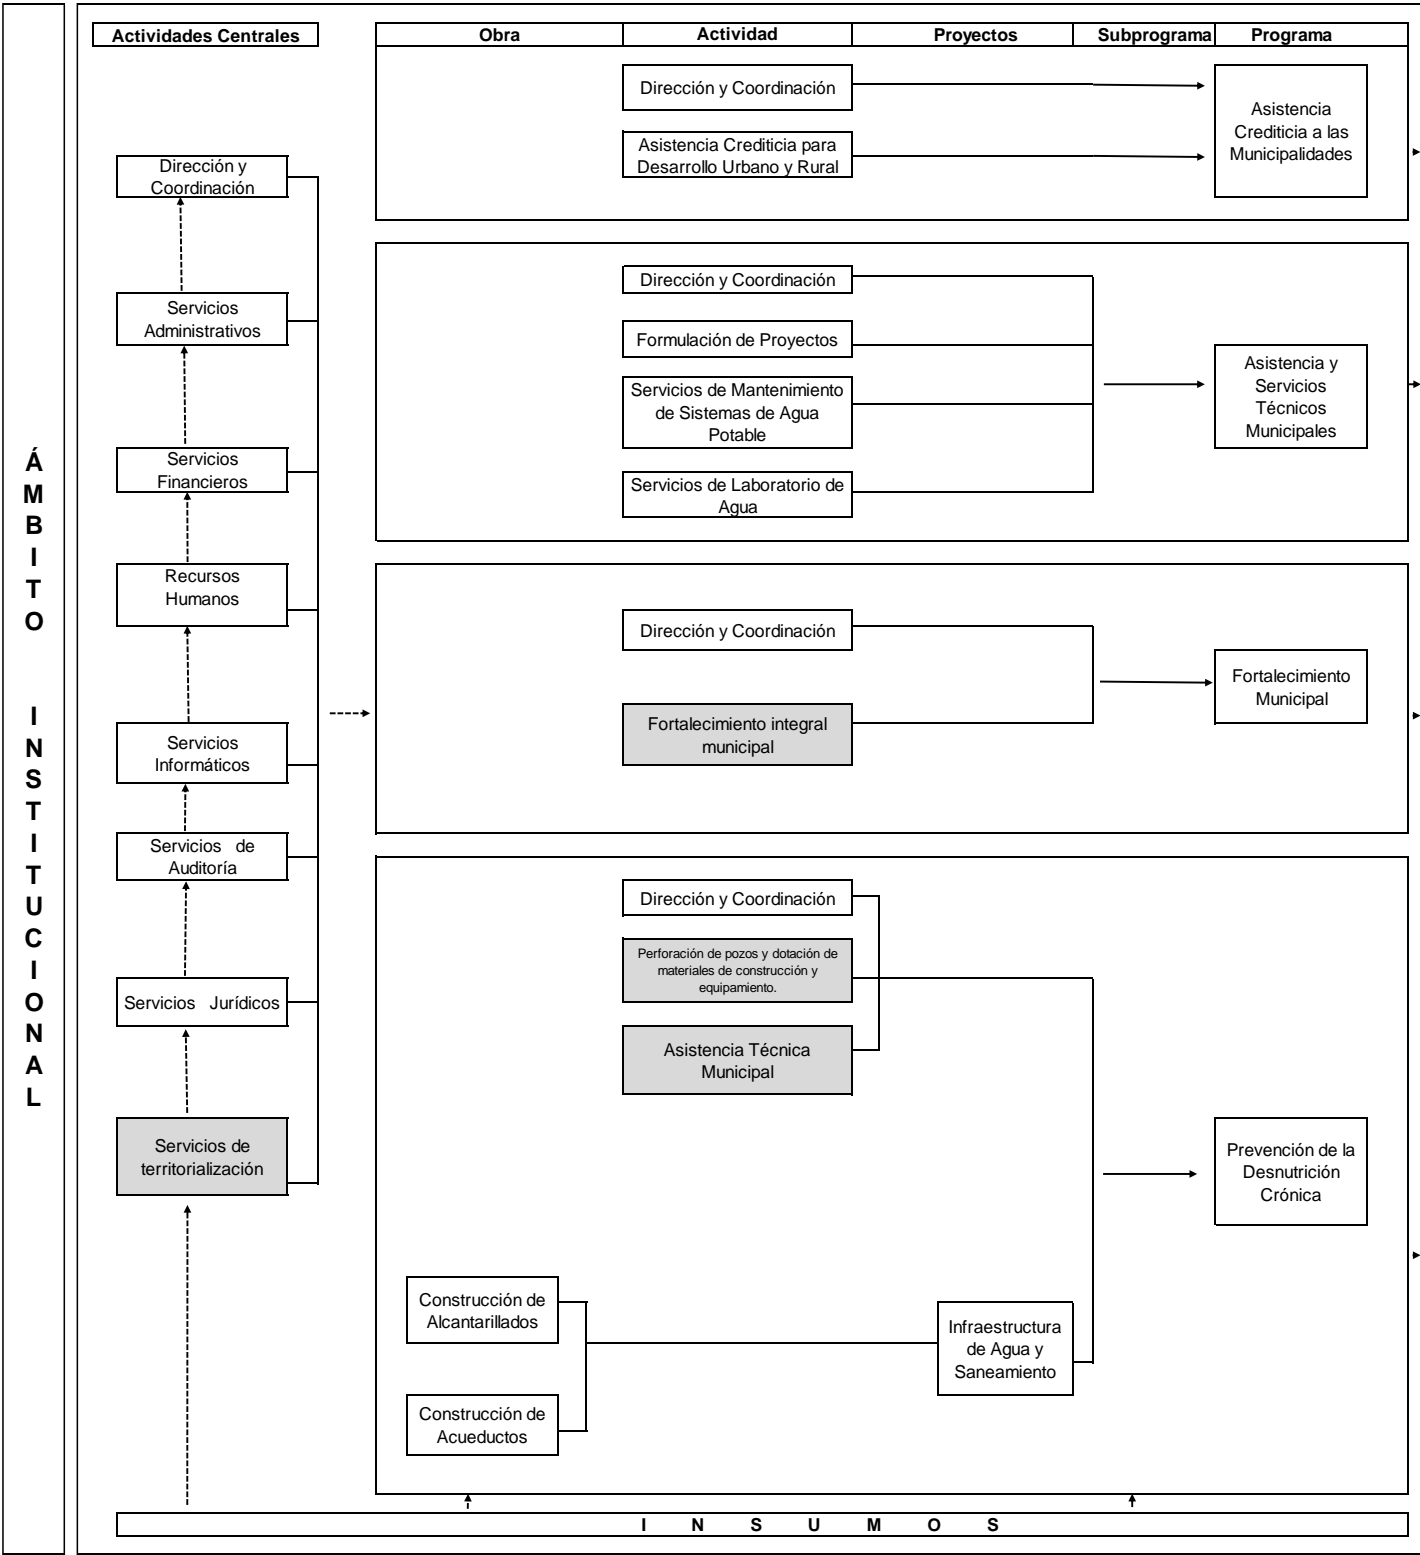 ÁMBITO INSTITUCIONAL
Actividades Centrales
Obra
Actividad
Proyectos
Subprograma
Programa
Dirección y
Coordinación
Servicios
Administrativos
Servicios
Financieros
Recursos
Humanos
Servicios
Informáticos
Servicios de
Auditoría
Servicios Jurídicos
Servicios de
territorialización
Dirección y Coordinación
Asistencia Crediticia para
Desarrollo Urbano y Rural
Asistencia
Crediticia a las
Municipalidades
Dirección y Coordinación
Formulación de Proyectos
Servicios de Mantenimiento
de Sistemas de Agua
Potable
Servicios de Laboratorio de
Agua
Asistencia y
Servicios
Técnicos
Municipales
Dirección y Coordinación
Fortalecimiento integral
municipal
Fortalecimiento
Municipal
Dirección y Coordinación
Perforación de pozos y dotación de
materiales de construcción y
equipamiento.
Asistencia Técnica
Municipal
Prevención de la
Desnutrición
Crónica
Construcción de
Alcantarillados
Construcción de
Acueductos
Infraestructura
de Agua y
Saneamiento
I N S U M O S